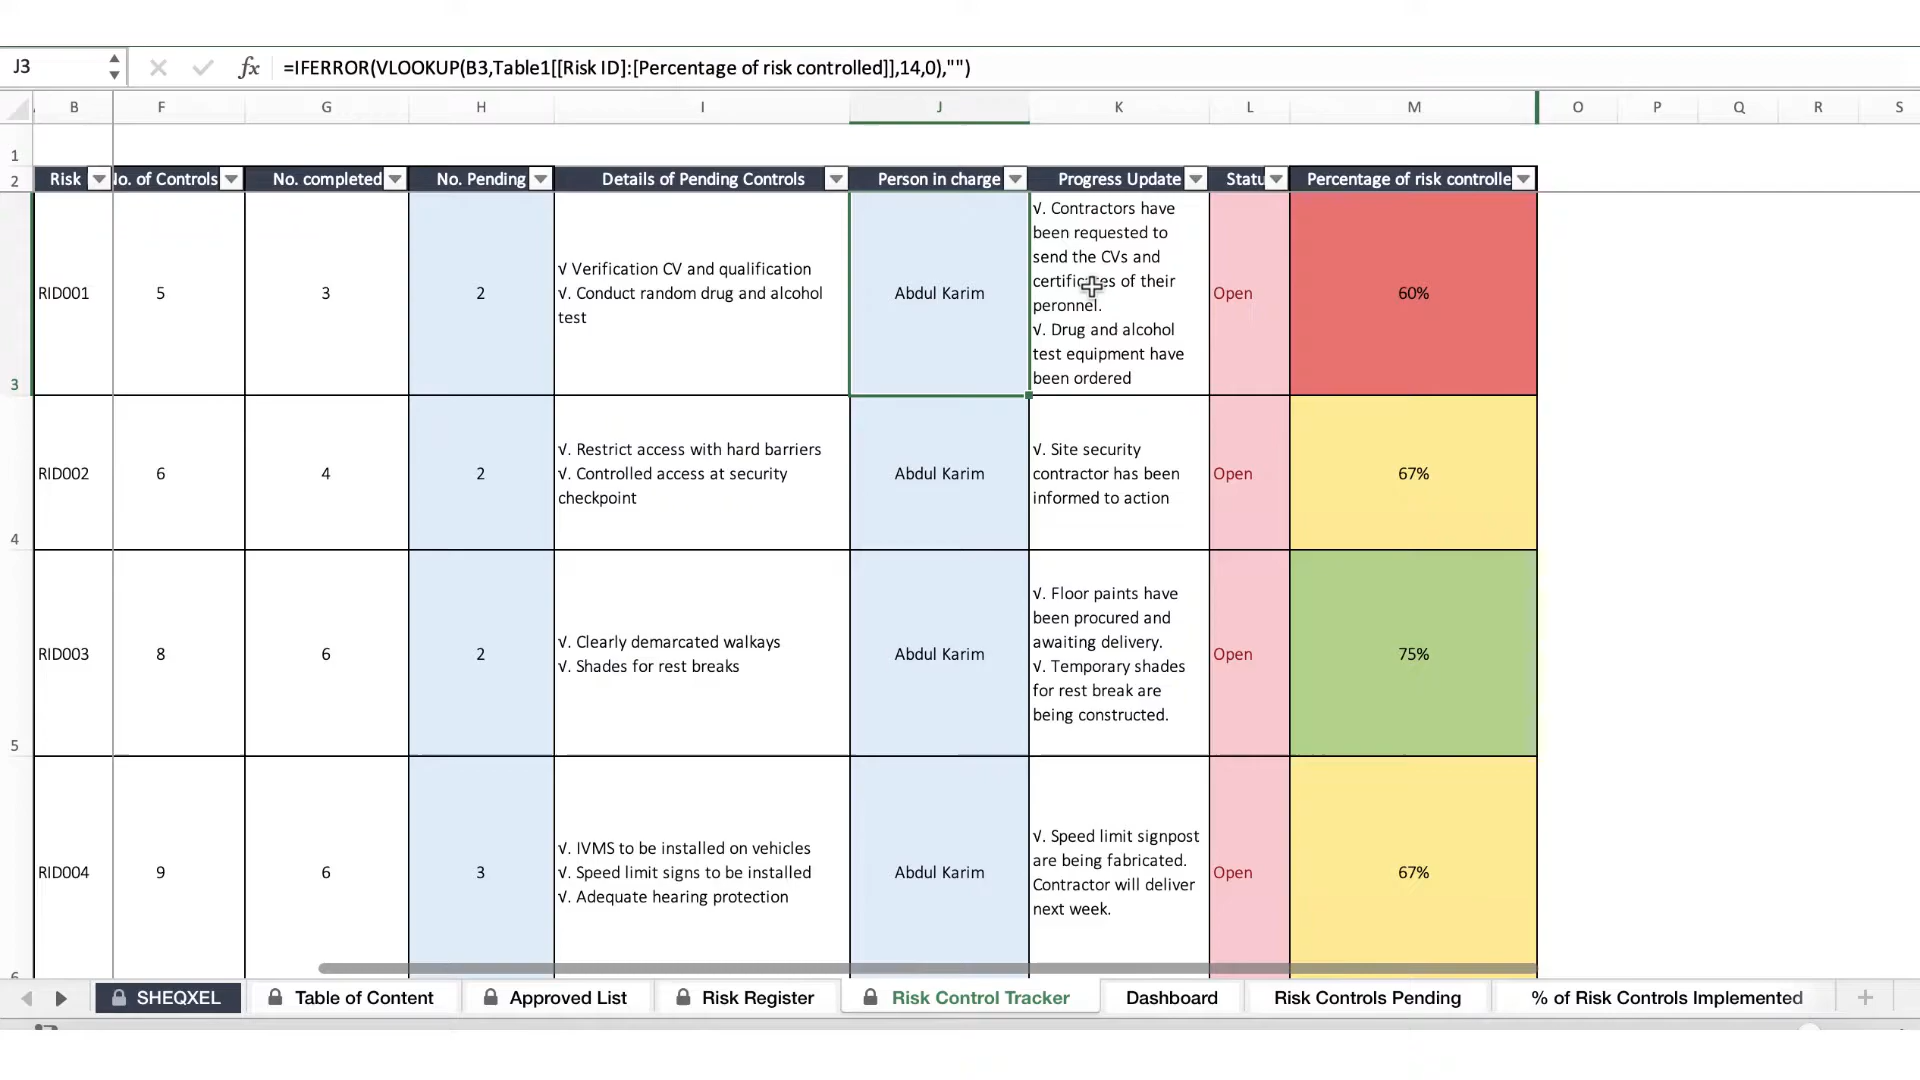 J3
fx =IFERROR(VLOOKUP(B3,Table1[[Risk ID]:[Percentage of risk controlled]],14,0),"")
B F G H I J K L M O P Q R S
1
2 Risk No. of Controls No. completed No. Pending Details of Pending Controls Person in charge Progress Update Statu Percentage of risk controlle
3
RID001
5
3
2
√ Verification CV and qualification
√. Conduct random drug and alcohol
test
Abdul Karim
√. Contractors have
been requested to
send the CVs and
certificates of their
peronnel.
√. Drug and alcohol
test equipment have
been ordered
Open
60%
4
RID002
6
4
2
√. Restrict access with hard barriers
√. Controlled access at security
checkpoint
Abdul Karim
√. Site security
contractor has been
informed to action
Open
67%
5
RID003
8
6
2
√. Clearly demarcated walkays
√. Shades for rest breaks
Abdul Karim
√. Floor paints have
been procured and
awaiting delivery.
√. Temporary shades
for rest break are
being constructed.
Open
75%
6
RID004
9
6
3
√. IVMS to be installed on vehicles
√. Speed limit signs to be installed
√. Adequate hearing protection
Abdul Karim
√. Speed limit signpost
are being fabricated.
Contractor will deliver
next week.
Open
67%
SHEQXEL Table of Content Approved List Risk Register Risk Control Tracker Dashboard Risk Controls Pending % of Risk Controls Implemented